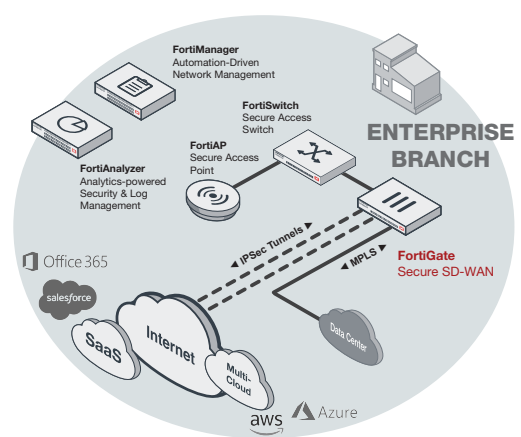 FortiManager
Automation-Driven
Network Management
FortiAnalyzer
Analytics-powered
Security & Log
Management
FortiSwitch
Secure Access
Switch
FortiAP
Secure Access
Point
ENTERPRISE
BRANCH
FortiGate
Secure SD-WAN
IPSec Tunnels
MPLS
Office 365
salesforce
SaaS
Internet
Multi-
Cloud
Data Center
aws
Azure